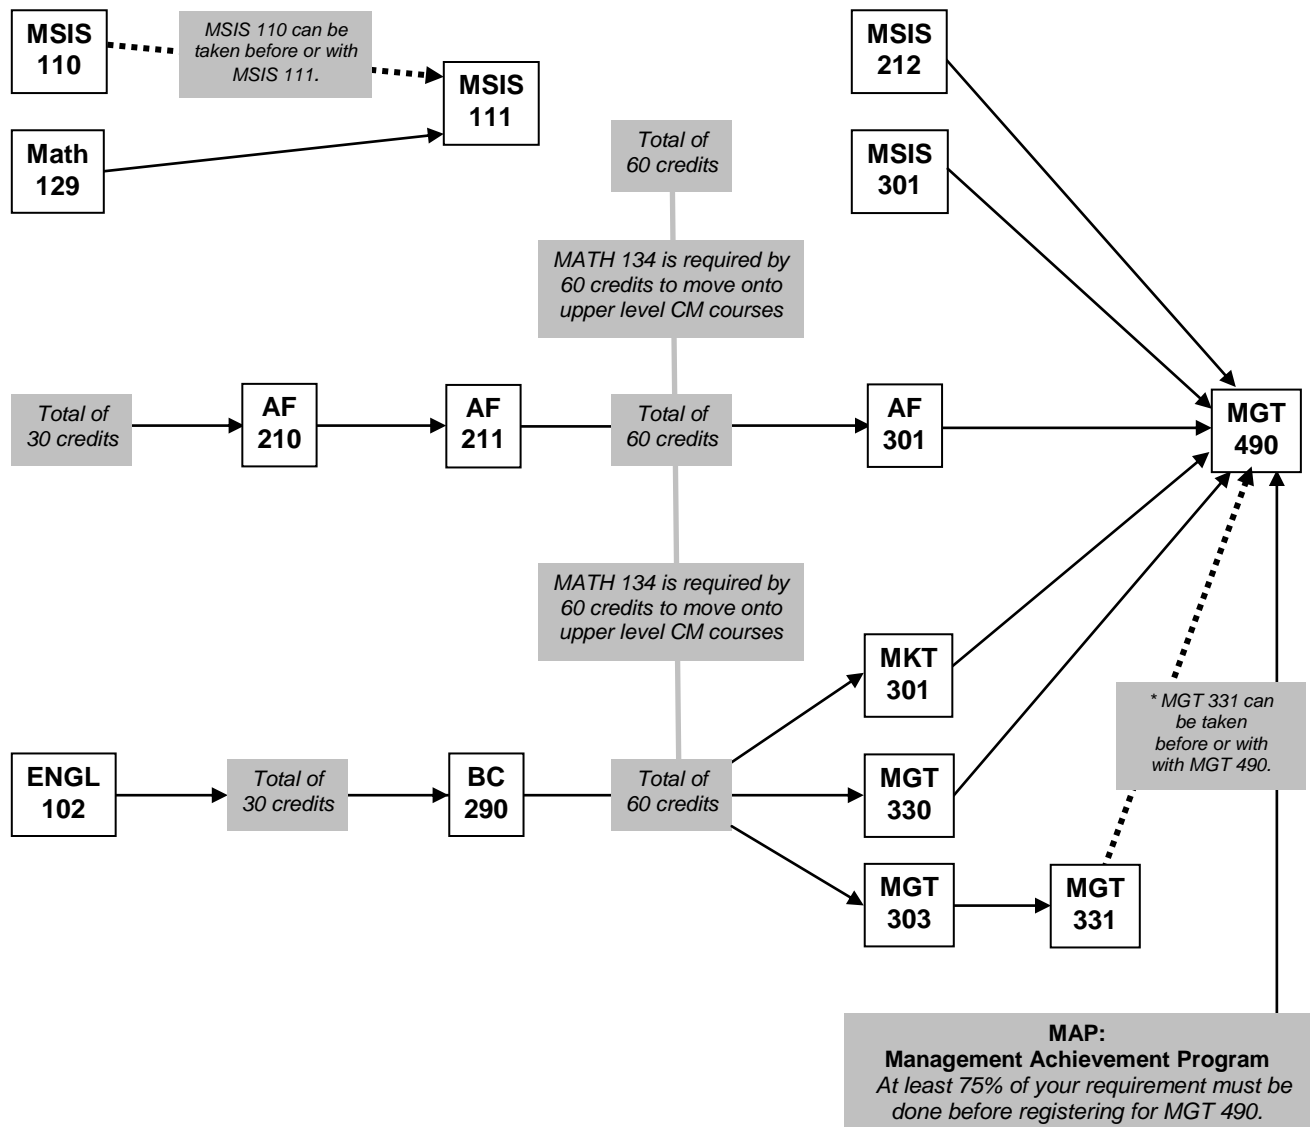 MSIS
110
MSIS 110 can be
taken before or with
MSIS 111.
MSIS
111
MSIS
212
Math
129
Total of
60 credits
MSIS
301
MATH 134 is required by
60 credits to move onto
upper level CM courses
Total of
30 credits
AF
210
AF
211
Total of
60 credits
AF
301
MGT
490
MATH 134 is required by
60 credits to move onto
upper level CM courses
MKT
301
* MGT 331 can
be taken
before or with
with MGT 490.
ENGL
102
Total of
30 credits
BC
290
Total of
60 credits
MGT
330
MGT
303
MGT
331
MAP:
Management Achievement Program
At least 75% of your requirement must be
done before registering for MGT 490.